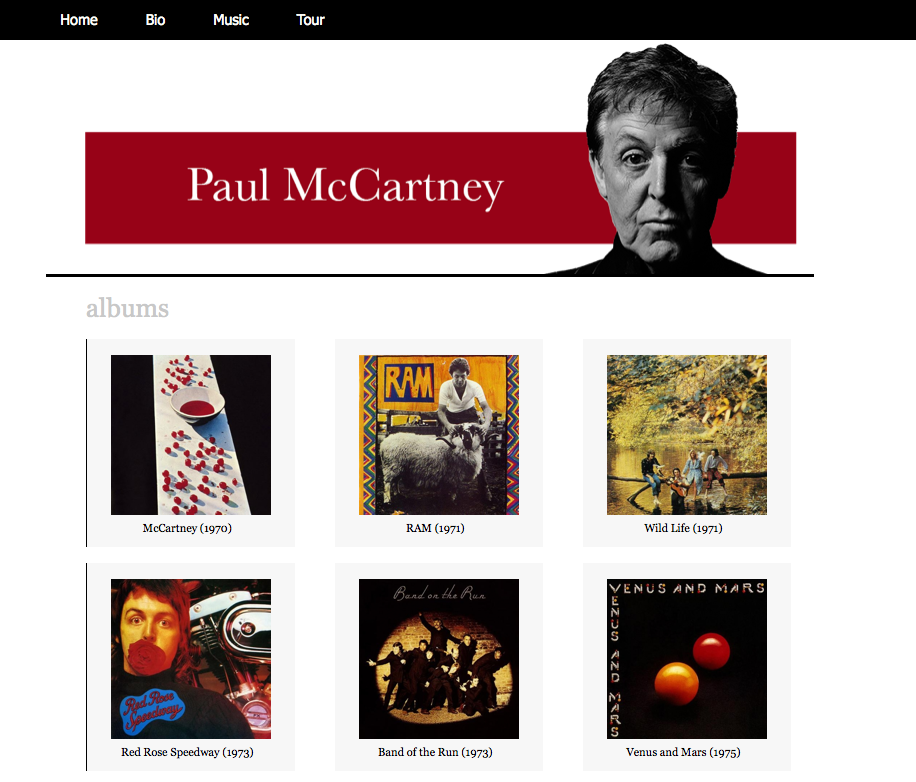 Home Bio Music Tour
Paul McCartney
albums
RAM
McCartney (1970) RAM (1971) Wild Life (1971)
Red Rose
Speedway
Band on the Run
VENUS AND MARS
VENUS AND MARS
Red Rose Speedway (1973) Band of the Run (1973) Venus and Mars (1975)